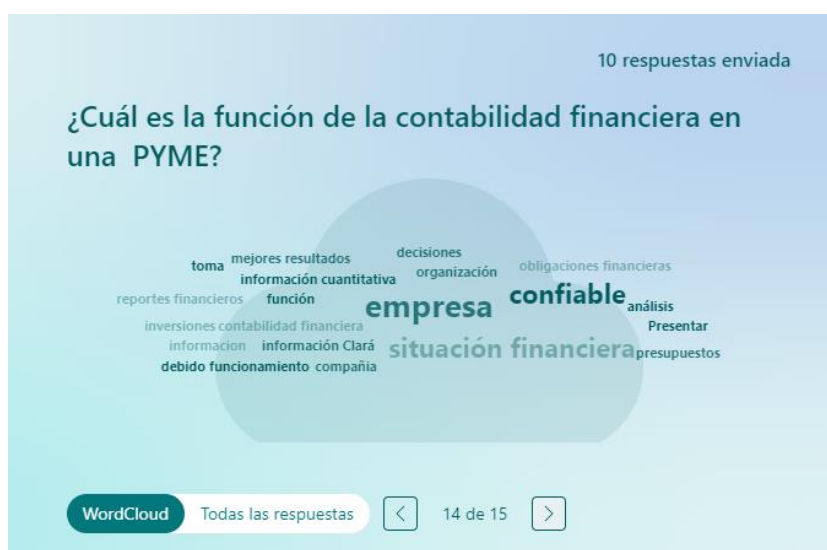 10 respuestas enviada
¿Cuál es la función de la contabilidad financiera en
una PYME?
decisiones
toma mejores resultados
organización obligaciones financieras
información cuantitativa
reportes financieros función empresa confiable análisis
inversiones contabilidad financiera Presentar
informacion información Clará situación financiera presupuestos
debido funcionamiento compañia
WordCloud Todas las respuestas < 14 de 15 >